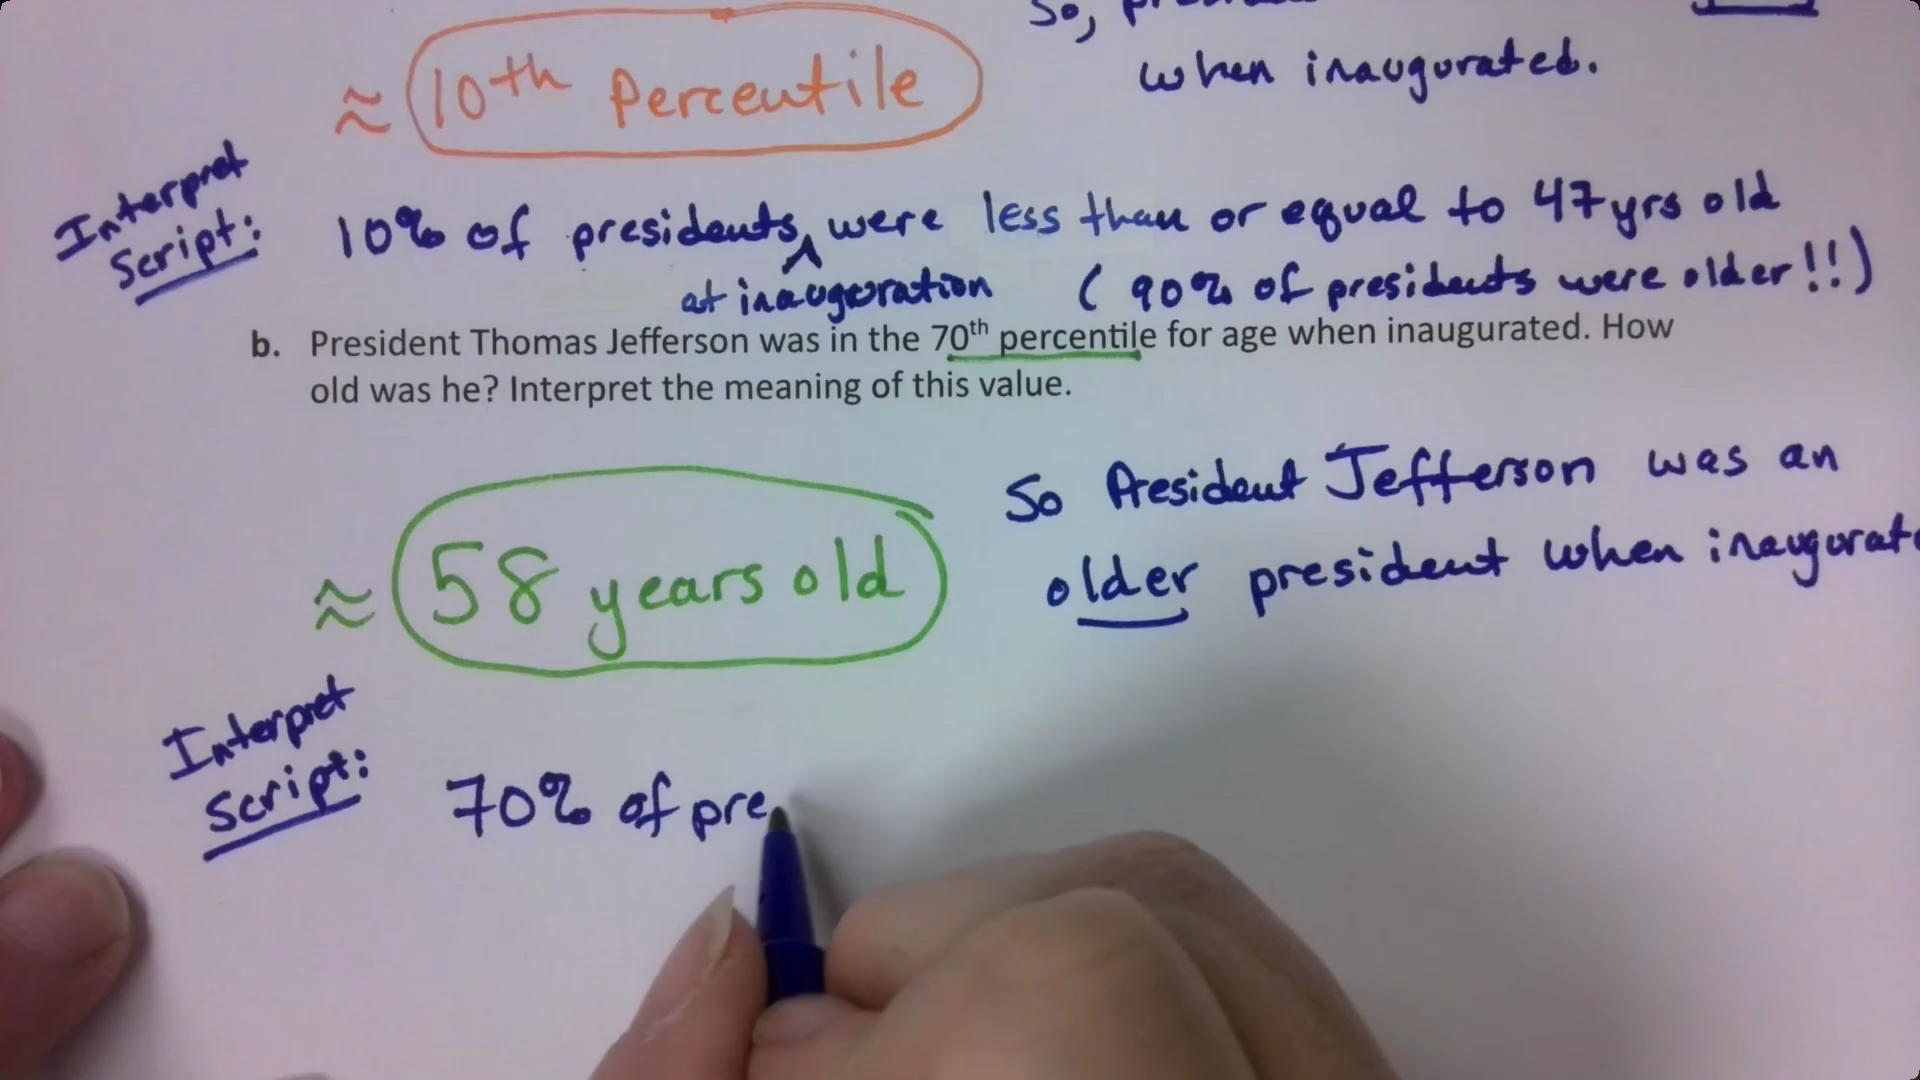 So,
≈ 10th Percentile
when inaugurated.
Interpret
Script:
10% of presidents ^ were less than or equal to 47 yrs old
at inauguration (90% of presidents were older!!)
b. President Thomas Jefferson was in the 70th percentile for age when inaugurated. How
old was he? Interpret the meaning of this value.
So President Jefferson was an
≈ 58 years old
older president when inaugurat
Interpret
Script:
70% of pre